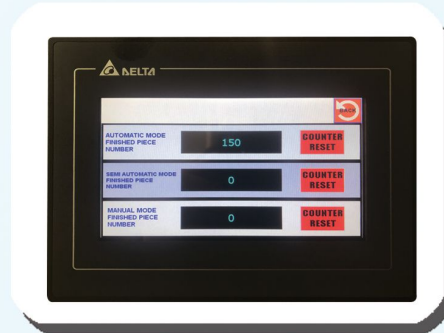 DELTA
BACK
AUTOMATIC MODE
FINISHED PIECE
NUMBER
150
COUNTER
RESET
SEMI AUTOMATIC MODE
FINISHED PIECE
NUMBER
0
COUNTER
RESET
MANUAL MODE
FINISHED PIECE
NUMBER
0
COUNTER
RESET